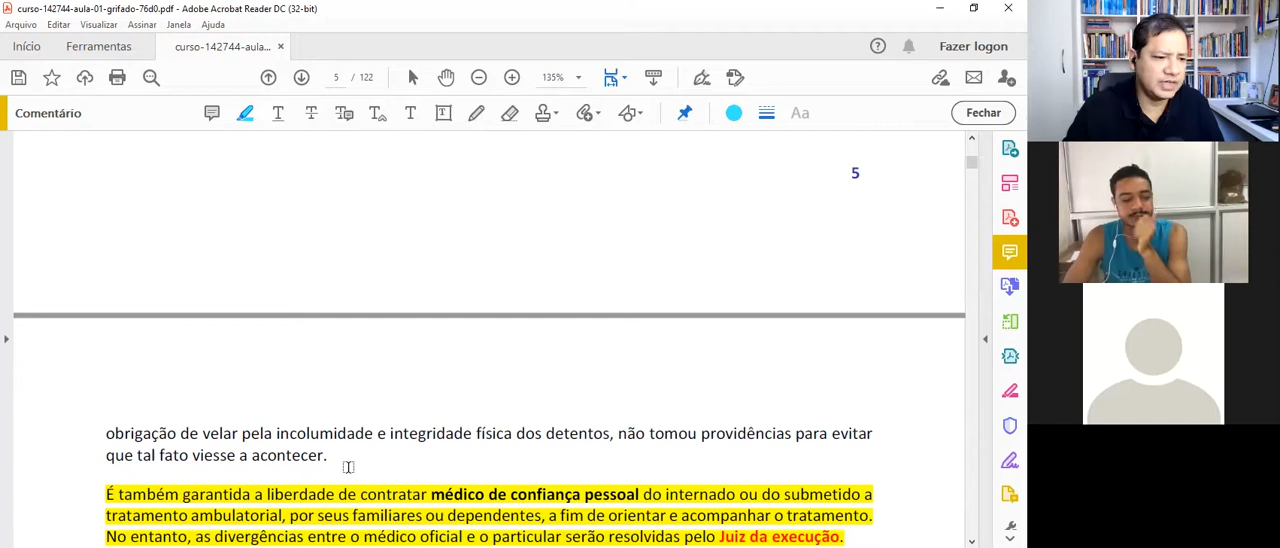 curso-142744-aula-01-grifado-76d0.pdf - Adobe Acrobat Reader DC (32-bit)
Arquivo Editar Visualizar Assinar Janela Ajuda
Início Ferramentas curso-142744-aula... × Fazer logon
5 / 122 135%
Comentário Aa Fechar
5
obrigação de velar pela incolumidade e integridade física dos detentos, não tomou providências para evitar
que tal fato viesse a acontecer.
É também garantida a liberdade de contratar médico de confiança pessoal do internado ou do submetido a
tratamento ambulatorial, por seus familiares ou dependentes, a fim de orientar e acompanhar o tratamento.
No entanto, as divergências entre o médico oficial e o particular serão resolvidas pelo Juiz da execução.